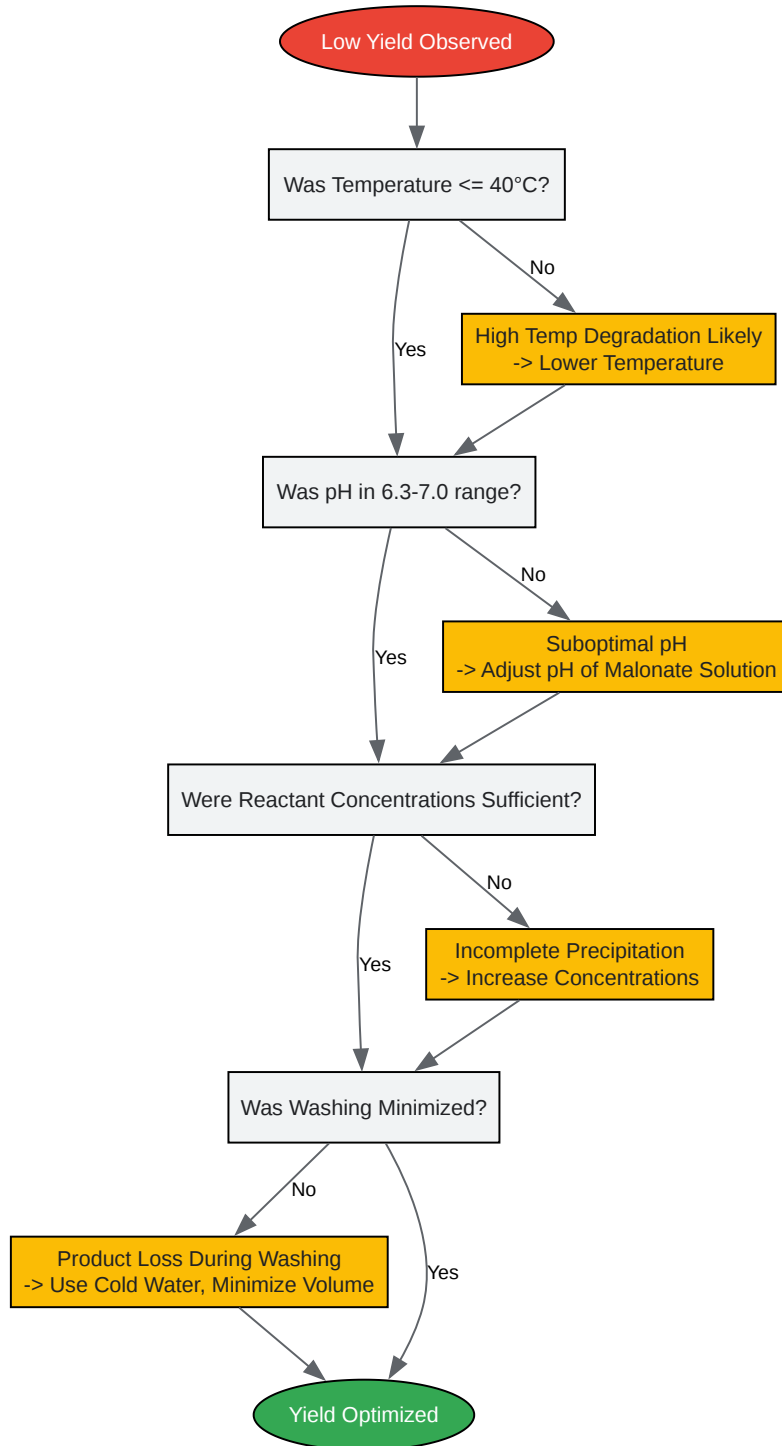 Low Yield Observed
Was Temperature <= 40°C?
No
High Temp Degradation Likely
-> Lower Temperature
Yes
Was pH in 6.3-7.0 range?
No
Suboptimal pH
-> Adjust pH of Malonate Solution
Yes
Were Reactant Concentrations Sufficient?
No
Incomplete Precipitation
-> Increase Concentrations
Yes
Was Washing Minimized?
No
Product Loss During Washing
-> Use Cold Water, Minimize Volume
Yes
Yield Optimized